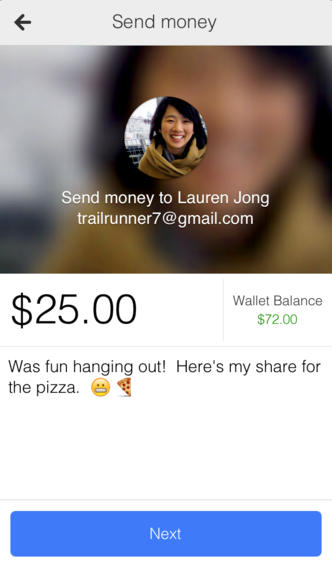 Send money
Send money to Lauren Jong
trailrunner7@gmail.com
$25.00
Wallet Balance
$72.00
Was fun hanging out!  Here's my share for
the pizza. 😬🍕
Next